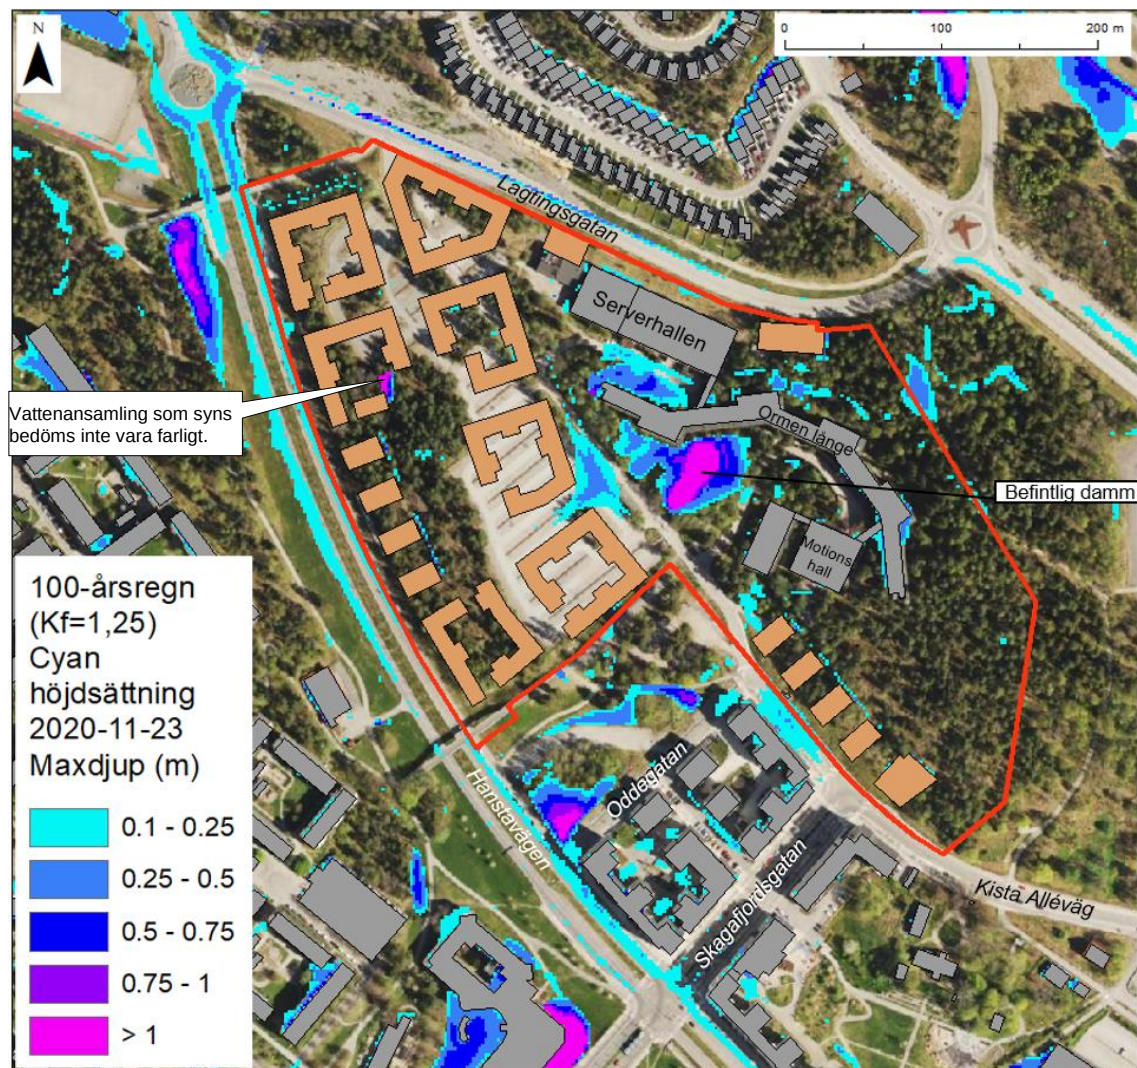 N
0 100 200 m
Lagtingsgatan
Serverhallen
Vattenansamling som syns
bedöms inte vara farligt.
Ormen långe
Befintlig damm
Motions
hall
100-årsregn
(Kf=1,25)
Cyan
höjdsättning
2020-11-23
Maxdjup (m)
0.1 - 0.25
0.25 - 0.5
0.5 - 0.75
0.75 - 1
> 1
Hanstavägen
Oddegatan
Skagafjordsgatan
Kista Alléväg